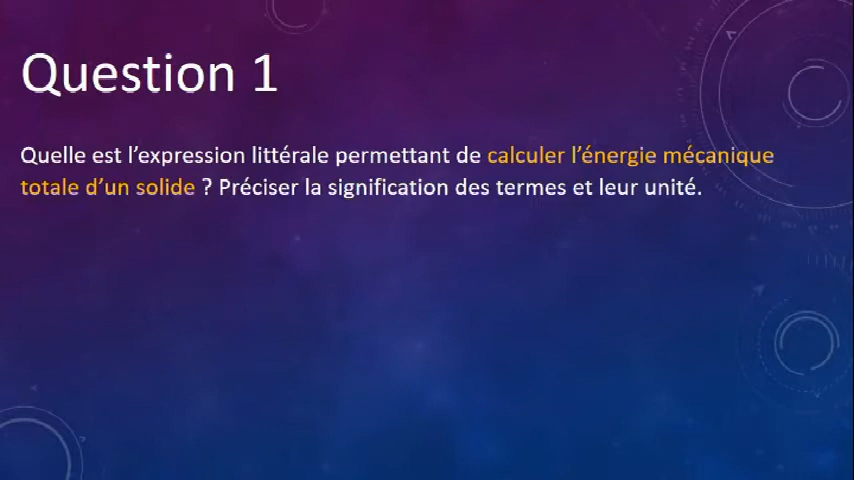 Question 1
Quelle est l’expression littérale permettant de calculer l’énergie mécanique
totale d’un solide ? Préciser la signification des termes et leur unité.